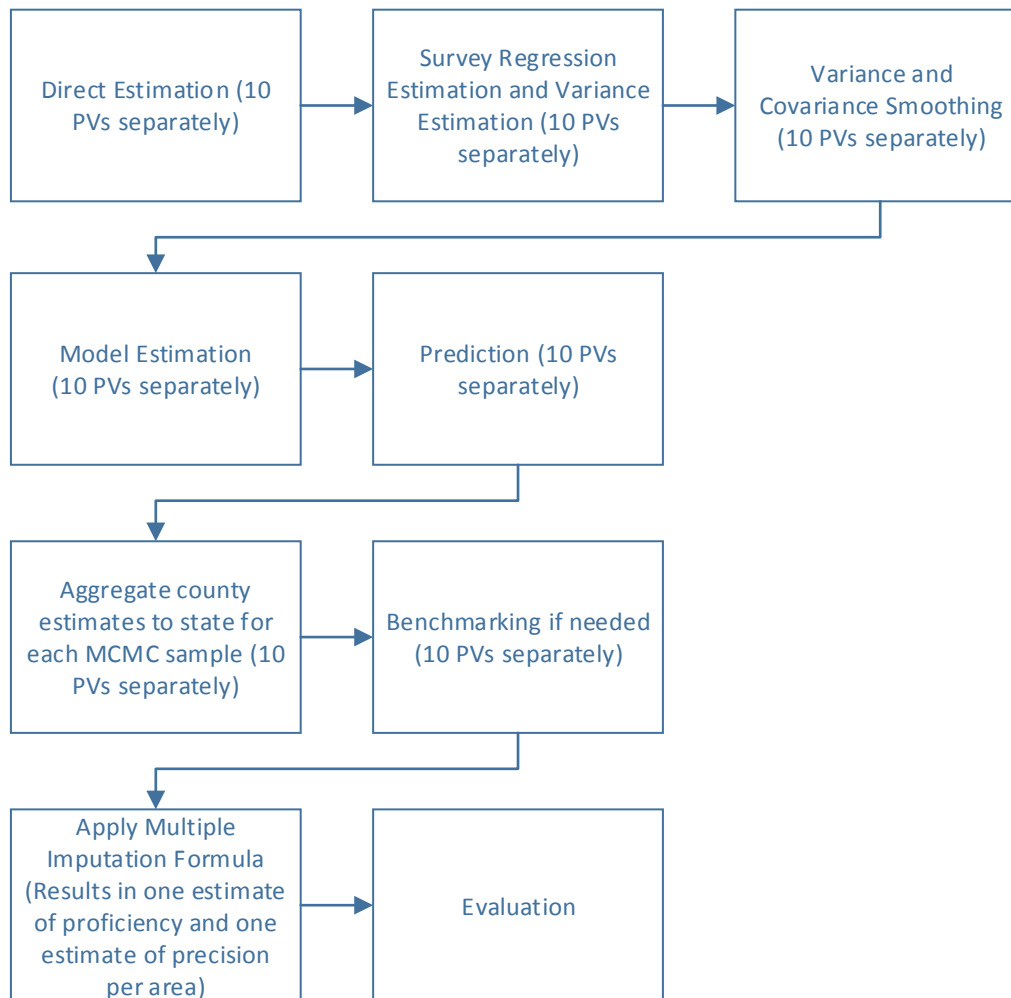 Direct Estimation (10
PVs separately)
Survey Regression
Estimation and Variance
Estimation (10 PVs
separately)
Variance and
Covariance Smoothing
(10 PVs separately)
Model Estimation
(10 PVs separately)
Prediction (10 PVs
separately)
Aggregate county
estimates to state for
each MCMC sample (10
PVs separately)
Benchmarking if needed
(10 PVs separately)
Apply Multiple
Imputation Formula
(Results in one estimate
of proficiency and one
estimate of precision
per area)
Evaluation